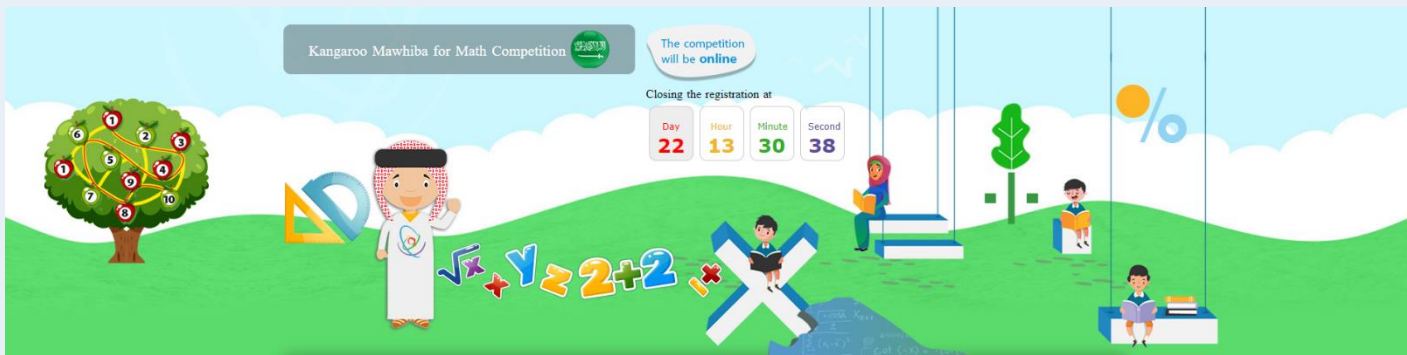 Kangaroo Mawhiba for Math Competition
The competition
will be online
Closing the registration at
Day Hour Minute Second
22 13 30 38
1
6 2 3
5
1 4
9
7 10
8
√x × y z 2+2